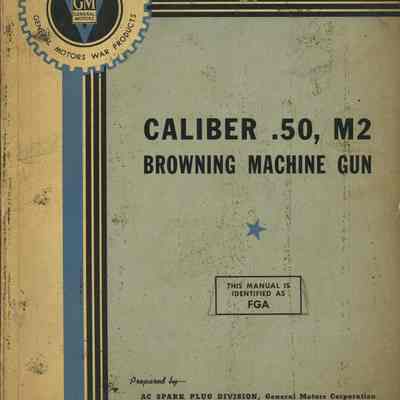 GM
GENERAL MOTORS
GENERAL MOTORS WAR PRODUCTS
CALIBER .50, M2
BROWNING MACHINE GUN
THIS MANUAL IS
IDENTIFIED AS
FGA
Prepared by
AC SPARK PLUG DIVISION, General Motors Corporation